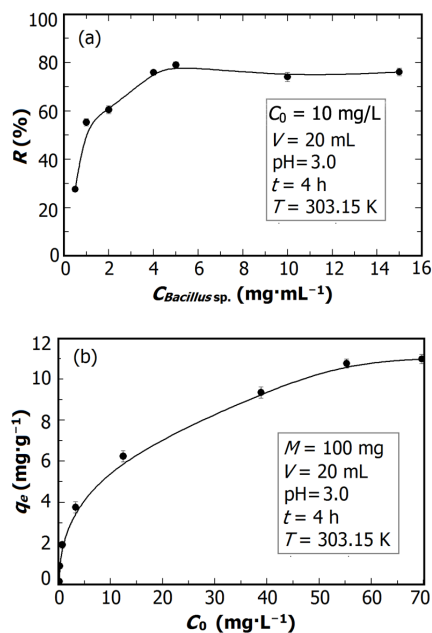 (a)
100
80
60
40
20
0
R (%)
C₀ = 10 mg/L
V = 20 mL
pH= 3.0
t = 4 h
T = 303.15 K
0 2 4 6 8 10 12 14 16
C_Bacillus sp. (mg·mL⁻¹)
(b)
12
10
8
6
4
2
0
qₑ (mg·g⁻¹)
M = 100 mg
V = 20 mL
pH= 3.0
t = 4 h
T = 303.15 K
0 10 20 30 40 50 60 70
C₀ (mg·L⁻¹)